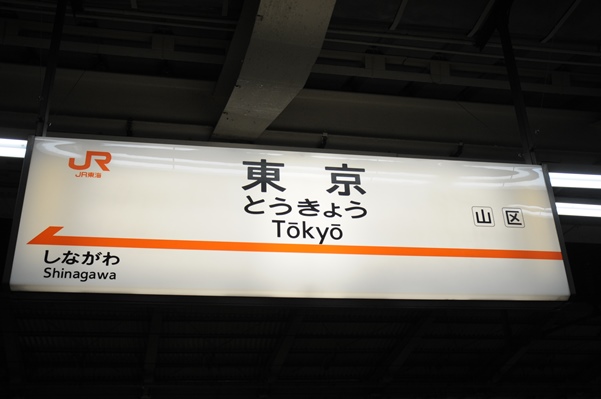 JR
JR東海
東京
とうきょう
Tōkyō
山 区
しながわ
Shinagawa